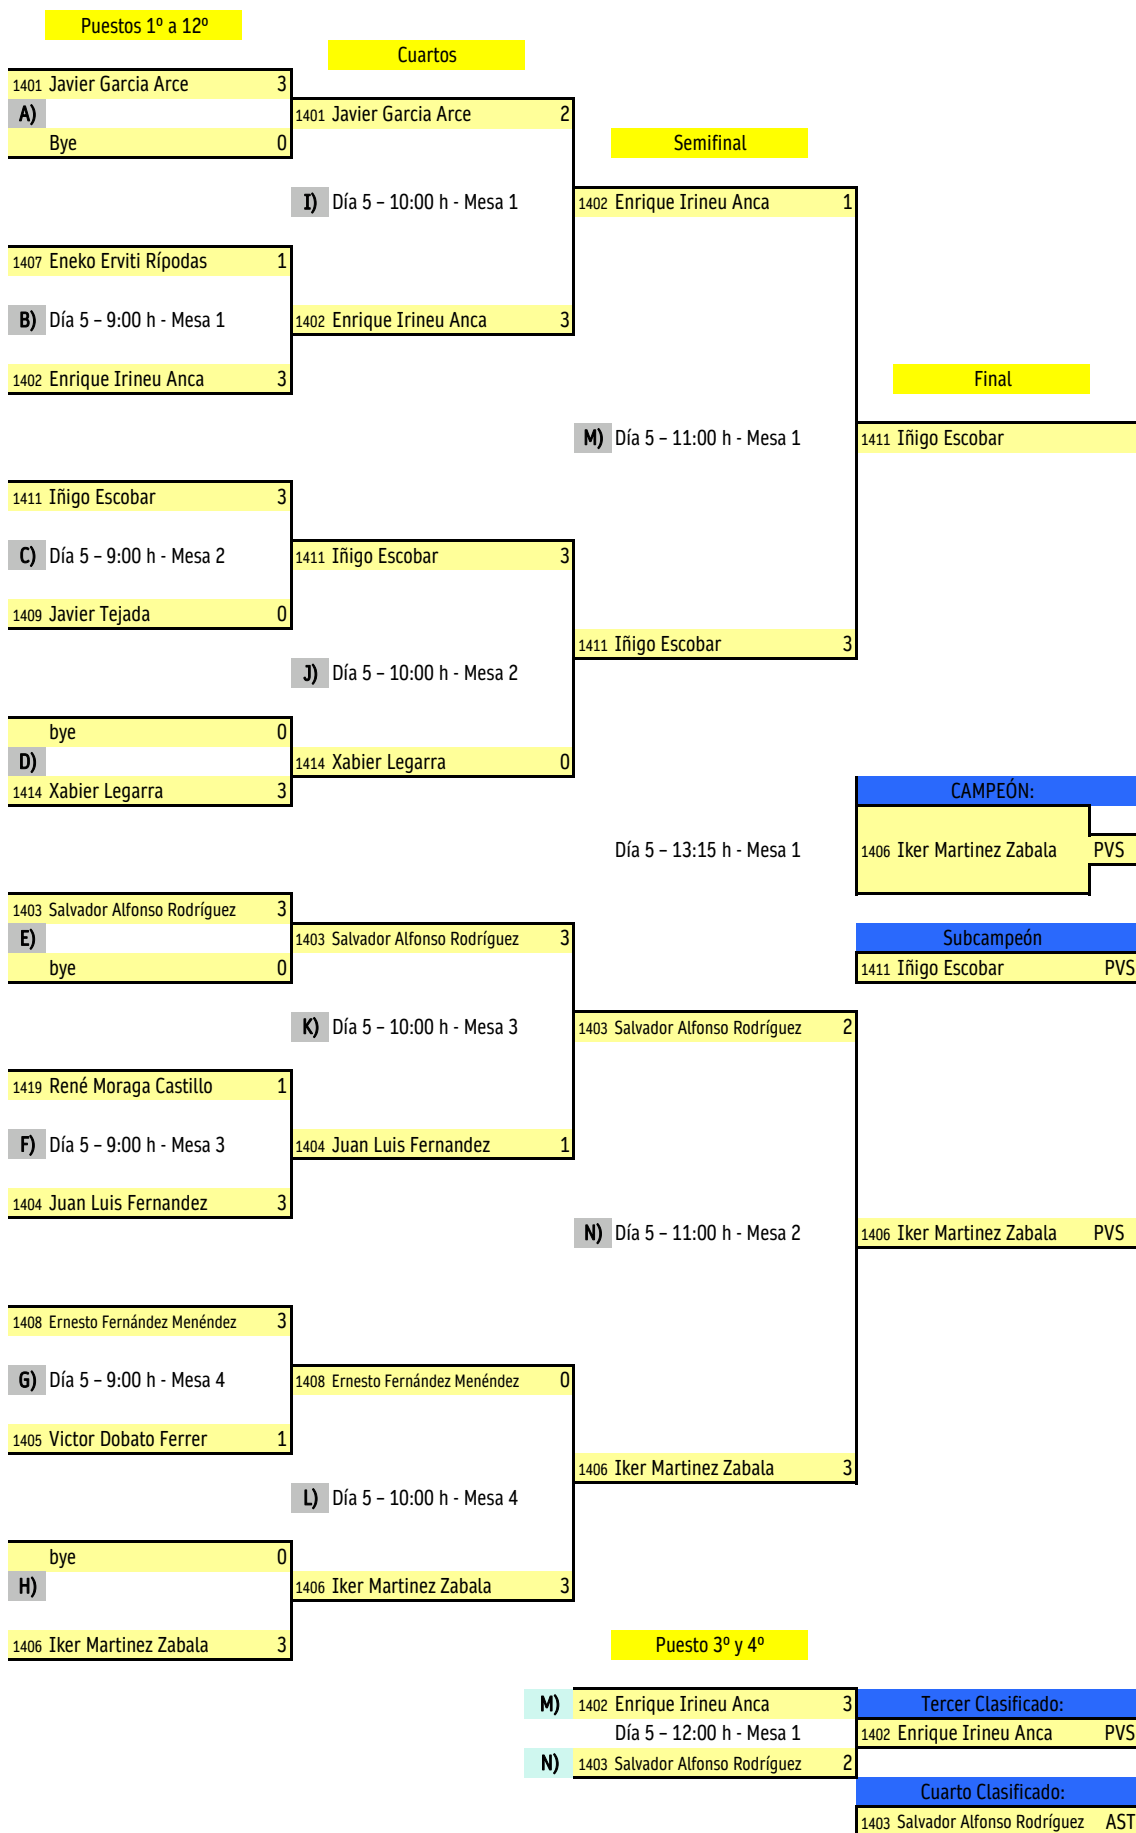 Puestos 1º a 12º
Cuartos
1401 Javier Garcia Arce 3
A)
1401 Javier Garcia Arce 2
Bye 0
Semifinal
I) Día 5 – 10:00 h - Mesa 1
1402 Enrique Irineu Anca 1
1407 Eneko Erviti Rípodas 1
B) Día 5 – 9:00 h - Mesa 1
1402 Enrique Irineu Anca 3
1402 Enrique Irineu Anca 3
Final
M) Día 5 – 11:00 h - Mesa 1
1411 Iñigo Escobar
1411 Iñigo Escobar 3
C) Día 5 – 9:00 h - Mesa 2
1411 Iñigo Escobar 3
1409 Javier Tejada 0
1411 Iñigo Escobar 3
J) Día 5 – 10:00 h - Mesa 2
bye 0
D)
1414 Xabier Legarra 0
1414 Xabier Legarra 3
CAMPEÓN:
Día 5 – 13:15 h - Mesa 1
1406 Iker Martinez Zabala PVS
1403 Salvador Alfonso Rodríguez 3
E)
1403 Salvador Alfonso Rodríguez 3
Subcampeón
bye 0
1411 Iñigo Escobar PVS
K) Día 5 – 10:00 h - Mesa 3
1403 Salvador Alfonso Rodríguez 2
1419 René Moraga Castillo 1
F) Día 5 – 9:00 h - Mesa 3
1404 Juan Luis Fernandez 1
1404 Juan Luis Fernandez 3
N) Día 5 – 11:00 h - Mesa 2
1406 Iker Martinez Zabala PVS
1408 Ernesto Fernández Menéndez 3
G) Día 5 – 9:00 h - Mesa 4
1408 Ernesto Fernández Menéndez 0
1405 Victor Dobato Ferrer 1
1406 Iker Martinez Zabala 3
L) Día 5 – 10:00 h - Mesa 4
bye 0
H)
1406 Iker Martinez Zabala 3
1406 Iker Martinez Zabala 3
Puesto 3º y 4º
M) 1402 Enrique Irineu Anca 3
Tercer Clasificado:
Día 5 – 12:00 h - Mesa 1
1402 Enrique Irineu Anca PVS
N) 1403 Salvador Alfonso Rodríguez 2
Cuarto Clasificado:
1403 Salvador Alfonso Rodríguez AST